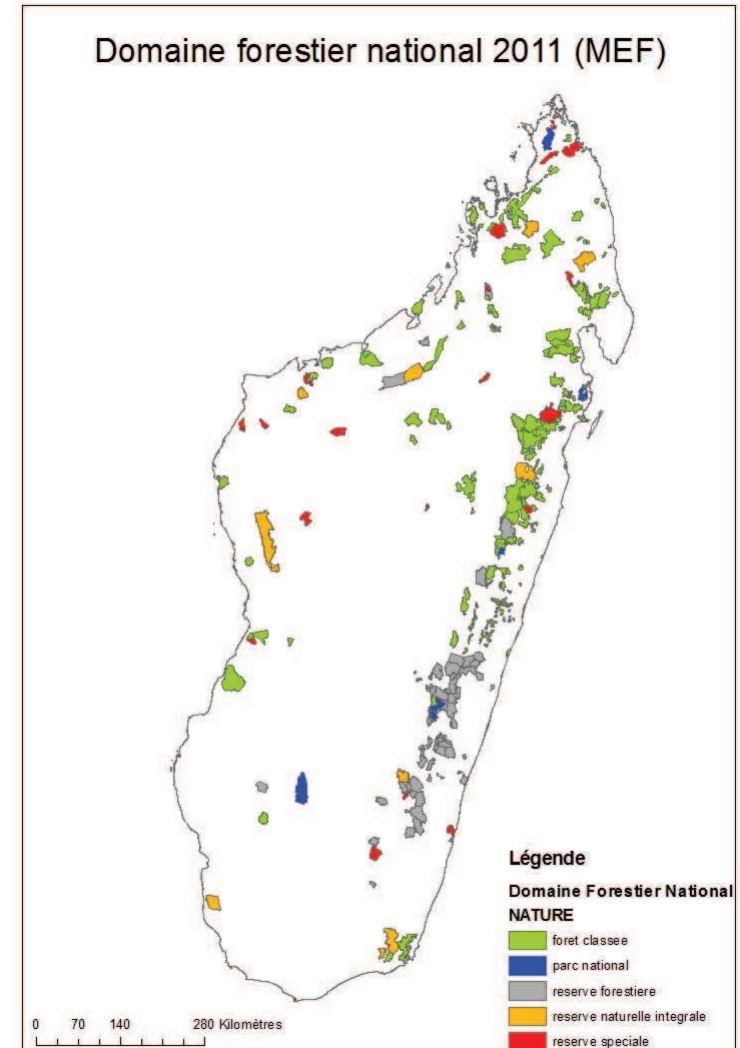 Domaine forestier national 2011 (MEF)
Légende
Domaine Forestier National
NATURE
foret classee
parc national
reserve forestiere
reserve naturelle integrale
reserve speciale
0 70 140 280 Kilomètres